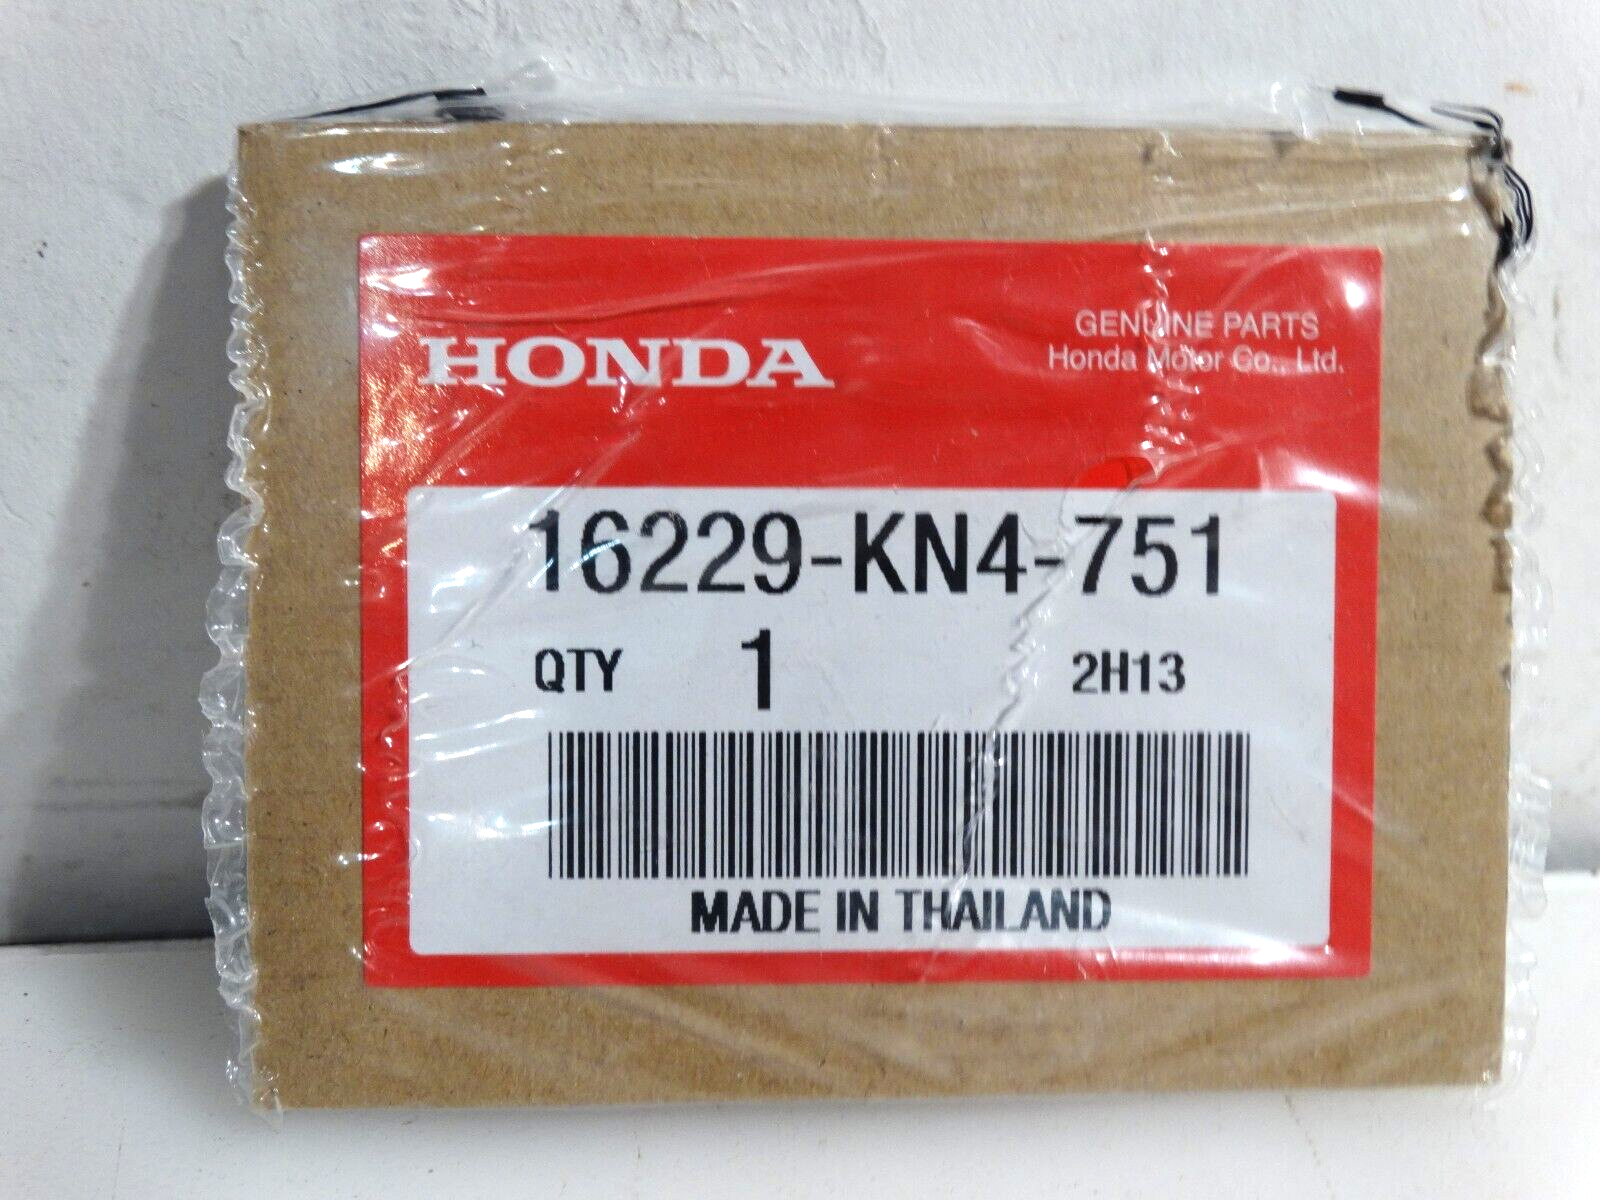 HONDA
GENUINE PARTS
Honda Motor Co., Ltd.
16229-KN4-751
QTY 1 2H13
MADE IN THAILAND